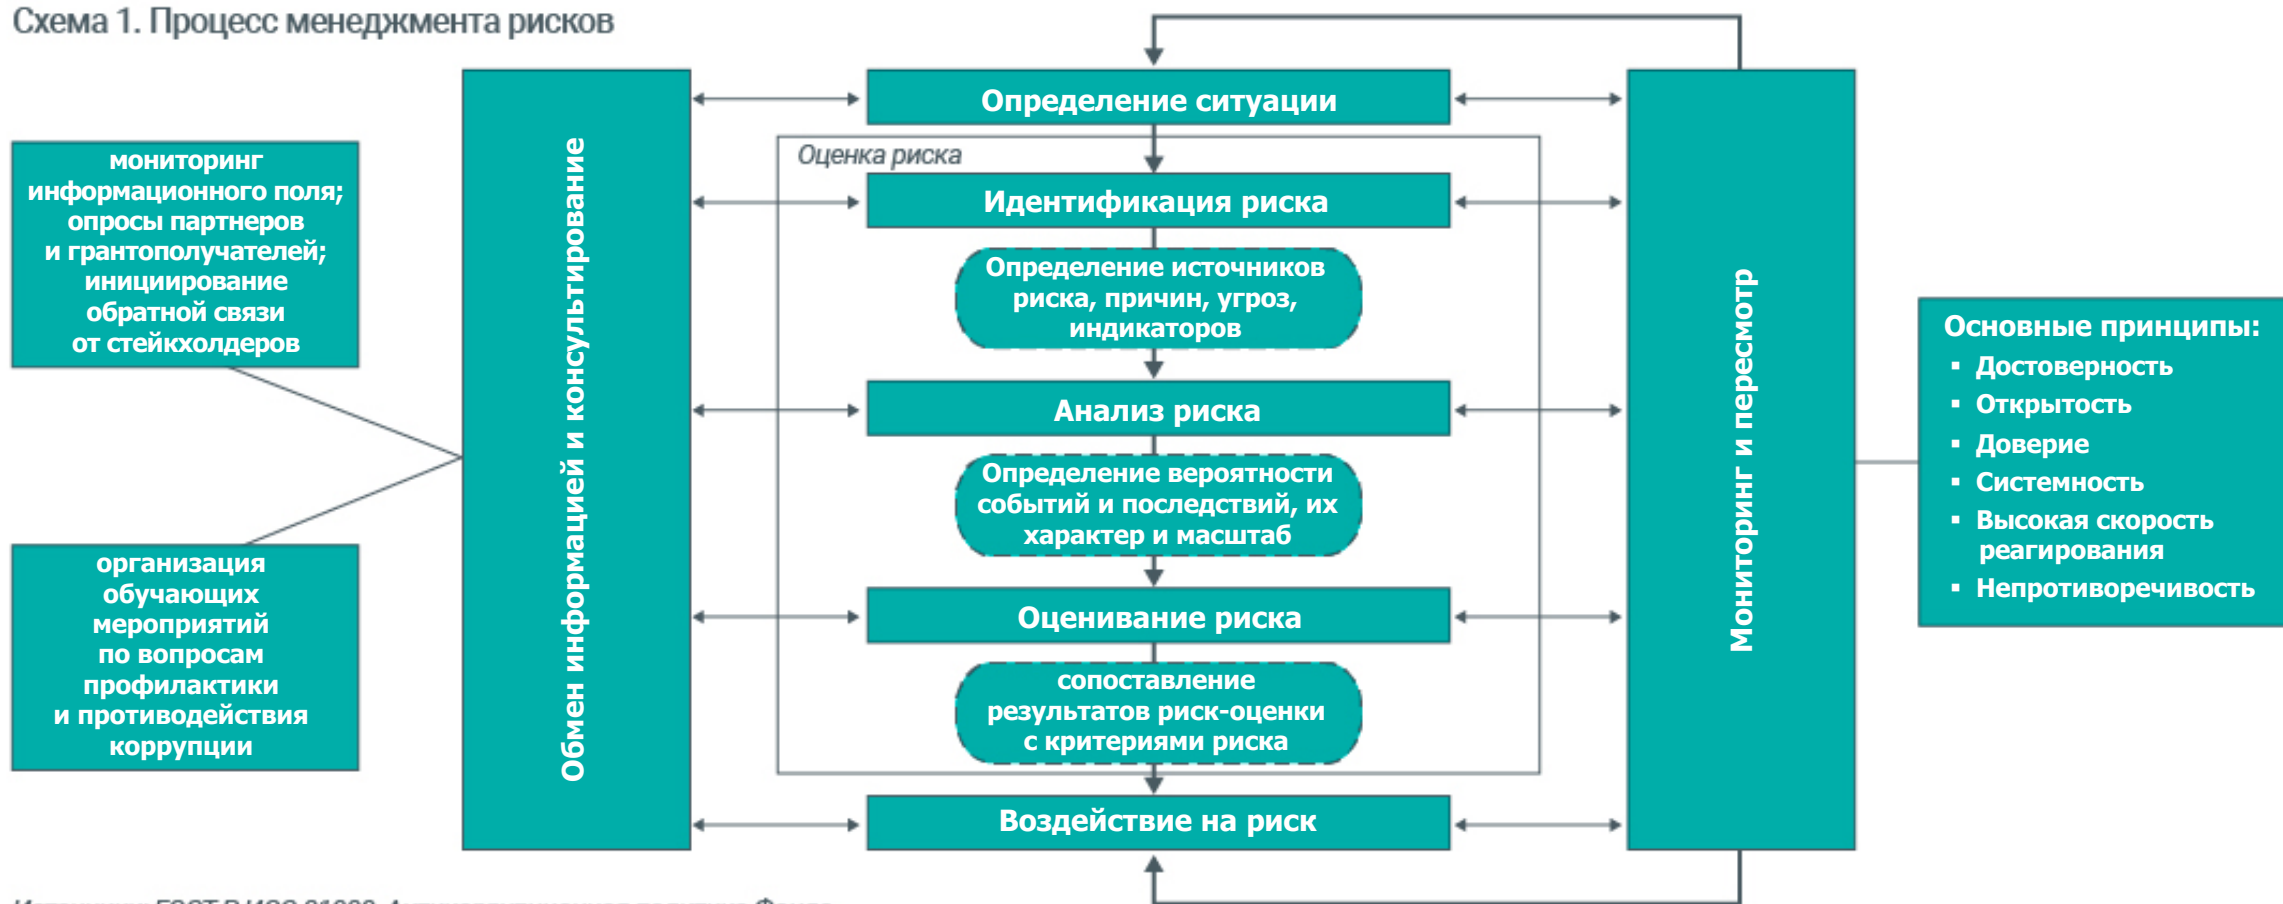 Схема 1. Процесс менеджмента рисков
мониторинг
информационного поля;
опросы партнеров
и грантополучателей;
инициирование
обратной связи
от стейкхолдеров
организация
обучающих
мероприятий
по вопросам
профилактики
и противодействия
коррупции
Обмен информацией и консультирование
Определение ситуации
Оценка риска
Идентификация риска
Определение источников
риска, причин, угроз,
индикаторов
Анализ риска
Определение вероятности
событий и последствий, их
характер и масштаб
Оценивание риска
сопоставление
результатов риск-оценки
с критериями риска
Воздействие на риск
Мониторинг и пересмотр
Основные принципы:
▪ Достоверность
▪ Открытость
▪ Доверие
▪ Системность
▪ Высокая скорость
реагирования
▪ Непротиворечивость